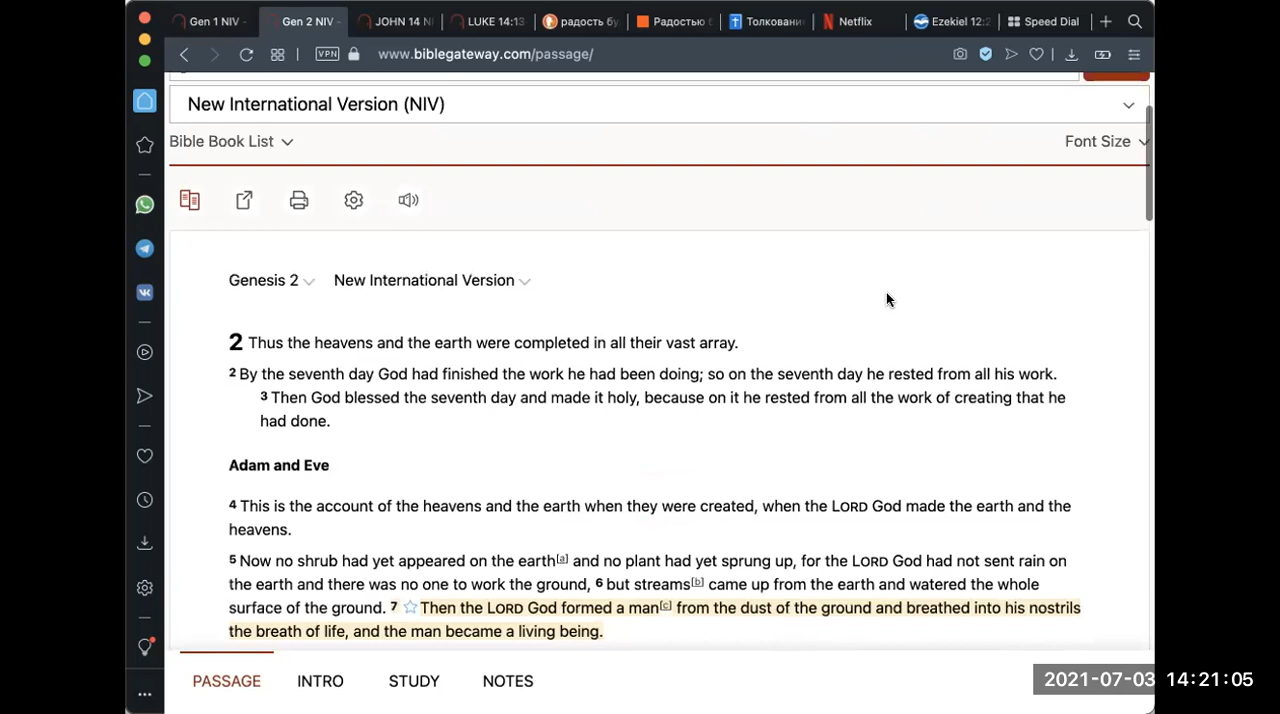 Gen 1 NIV - Gen 2 NIV - JOHN 14 N LUKE 14:13 радость бу Радостью Толковани Netflix Ezekiel 12:2 Speed Dial
VPN www.biblegateway.com/passage/
New International Version (NIV)
Bible Book List Font Size
Genesis 2 New International Version
2 Thus the heavens and the earth were completed in all their vast array.
2 By the seventh day God had finished the work he had been doing; so on the seventh day he rested from all his work.
3 Then God blessed the seventh day and made it holy, because on it he rested from all the work of creating that he
had done.
Adam and Eve
4 This is the account of the heavens and the earth when they were created, when the LORD God made the earth and the
heavens.
5 Now no shrub had yet appeared on the earth[a] and no plant had yet sprung up, for the LORD God had not sent rain on
the earth and there was no one to work the ground, 6 but streams[b] came up from the earth and watered the whole
surface of the ground. 7 Then the LORD God formed a man[c] from the dust of the ground and breathed into his nostrils
the breath of life, and the man became a living being.
PASSAGE INTRO STUDY NOTES
2021-07-03 14:21:05